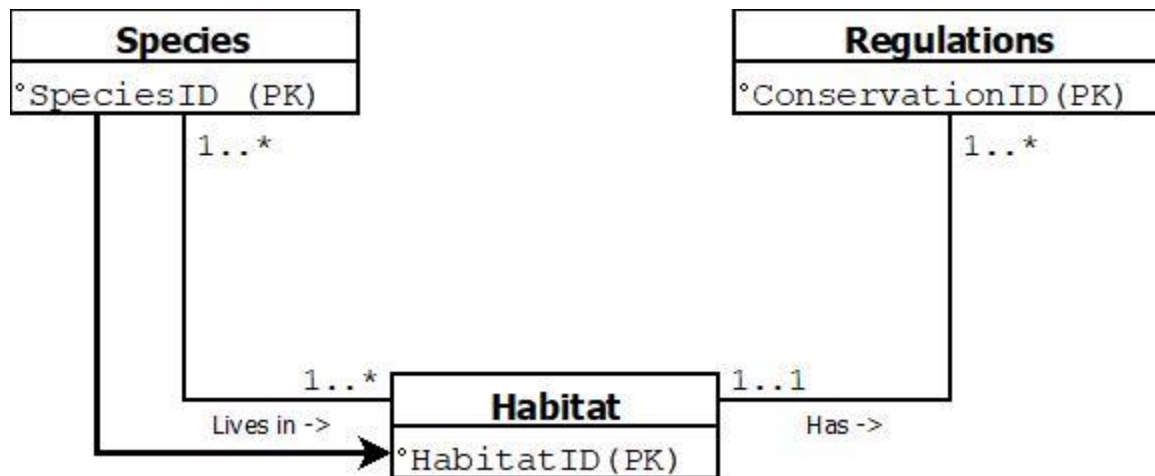 Species
°SpeciesID (PK)
Regulations
°ConservationID(PK)
1..*
1..*
1..*
1..1
Lives in ->
Has ->
Habitat
°HabitatID(PK)